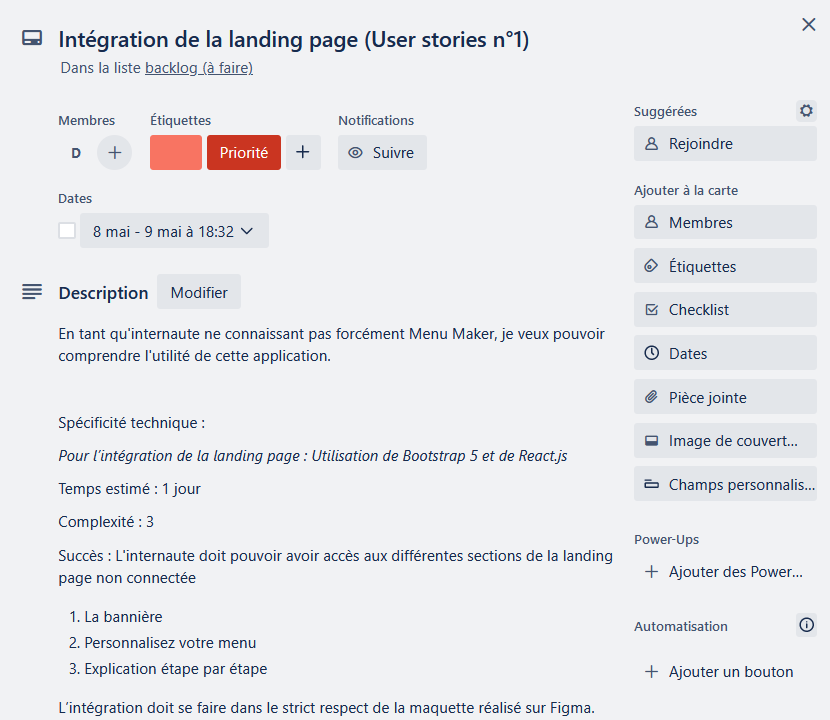 Intégration de la landing page (User stories n°1)
Dans la liste backlog (à faire)
Membres
Étiquettes
Notifications
D
Priorité
Suivre
Dates
8 mai - 9 mai à 18:32
Description
Modifier
En tant qu'internaute ne connaissant pas forcément Menu Maker, je veux pouvoir
comprendre l'utilité de cette application.
Spécificité technique :
Pour l'intégration de la landing page : Utilisation de Bootstrap 5 et de React.js
Temps estimé : 1 jour
Complexité : 3
Succès : L'internaute doit pouvoir avoir accès aux différentes sections de la landing
page non connectée
1. La bannière
2. Personnalisez votre menu
3. Explication étape par étape
L’intégration doit se faire dans le strict respect de la maquette réalisé sur Figma.
Suggérées
Rejoindre
Ajouter à la carte
Membres
Étiquettes
Checklist
Dates
Pièce jointe
Image de couvert...
Champs personnalis...
Power-Ups
Ajouter des Power...
Automatisation
Ajouter un bouton